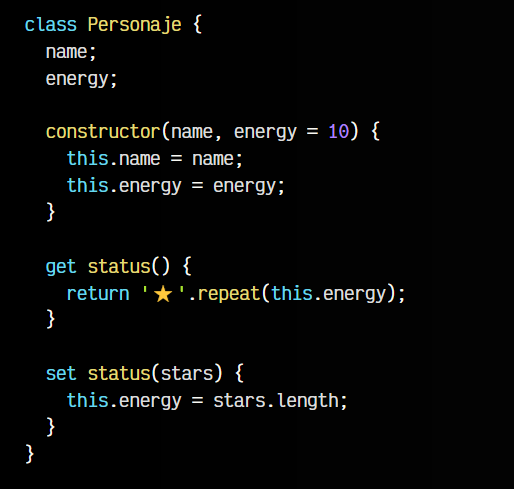 class Personaje {
  name;
  energy;

  constructor(name, energy = 10) {
    this.name = name;
    this.energy = energy;
  }

  get status() {
    return '⭐'.repeat(this.energy);
  }

  set status(stars) {
    this.energy = stars.length;
  }
}